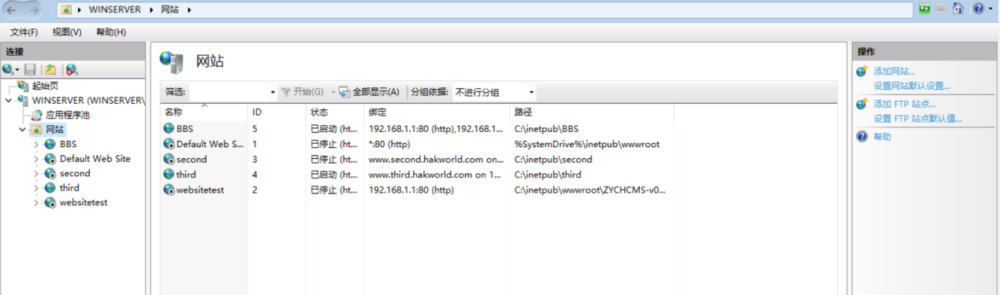 WINSERVER 网站
文件(F) 视图(V) 帮助(H)
连接
起始页
WINSERVER (WINSERVER\
应用程序池
网站
BBS
Default Web Site
second
third
websitetest
网站
筛选: 开始(G) 全部显示(A) 分组依据: 不进行分组
名称 ID 状态 绑定 路径
BBS 5 已启动 (ht... 192.168.1.1:80 (http),192.168.1... C:\inetpub\BBS
Default Web S... 1 已停止 (ht... *:80 (http) %SystemDrive%\inetpub\wwwroot
second 3 已停止 (ht... www.second.hakworld.com on... C:\inetpub\second
third 4 已启动 (ht... www.third.hakworld.com on 1... C:\inetpub\third
websitetest 2 已停止 (ht... 192.168.1.1:80 (http) C:\inetpub\wwwroot\ZYCHCMS-v0...
操作
添加网站...
设置网站默认设置...
添加 FTP 站点...
设置 FTP 站点默认值...
帮助